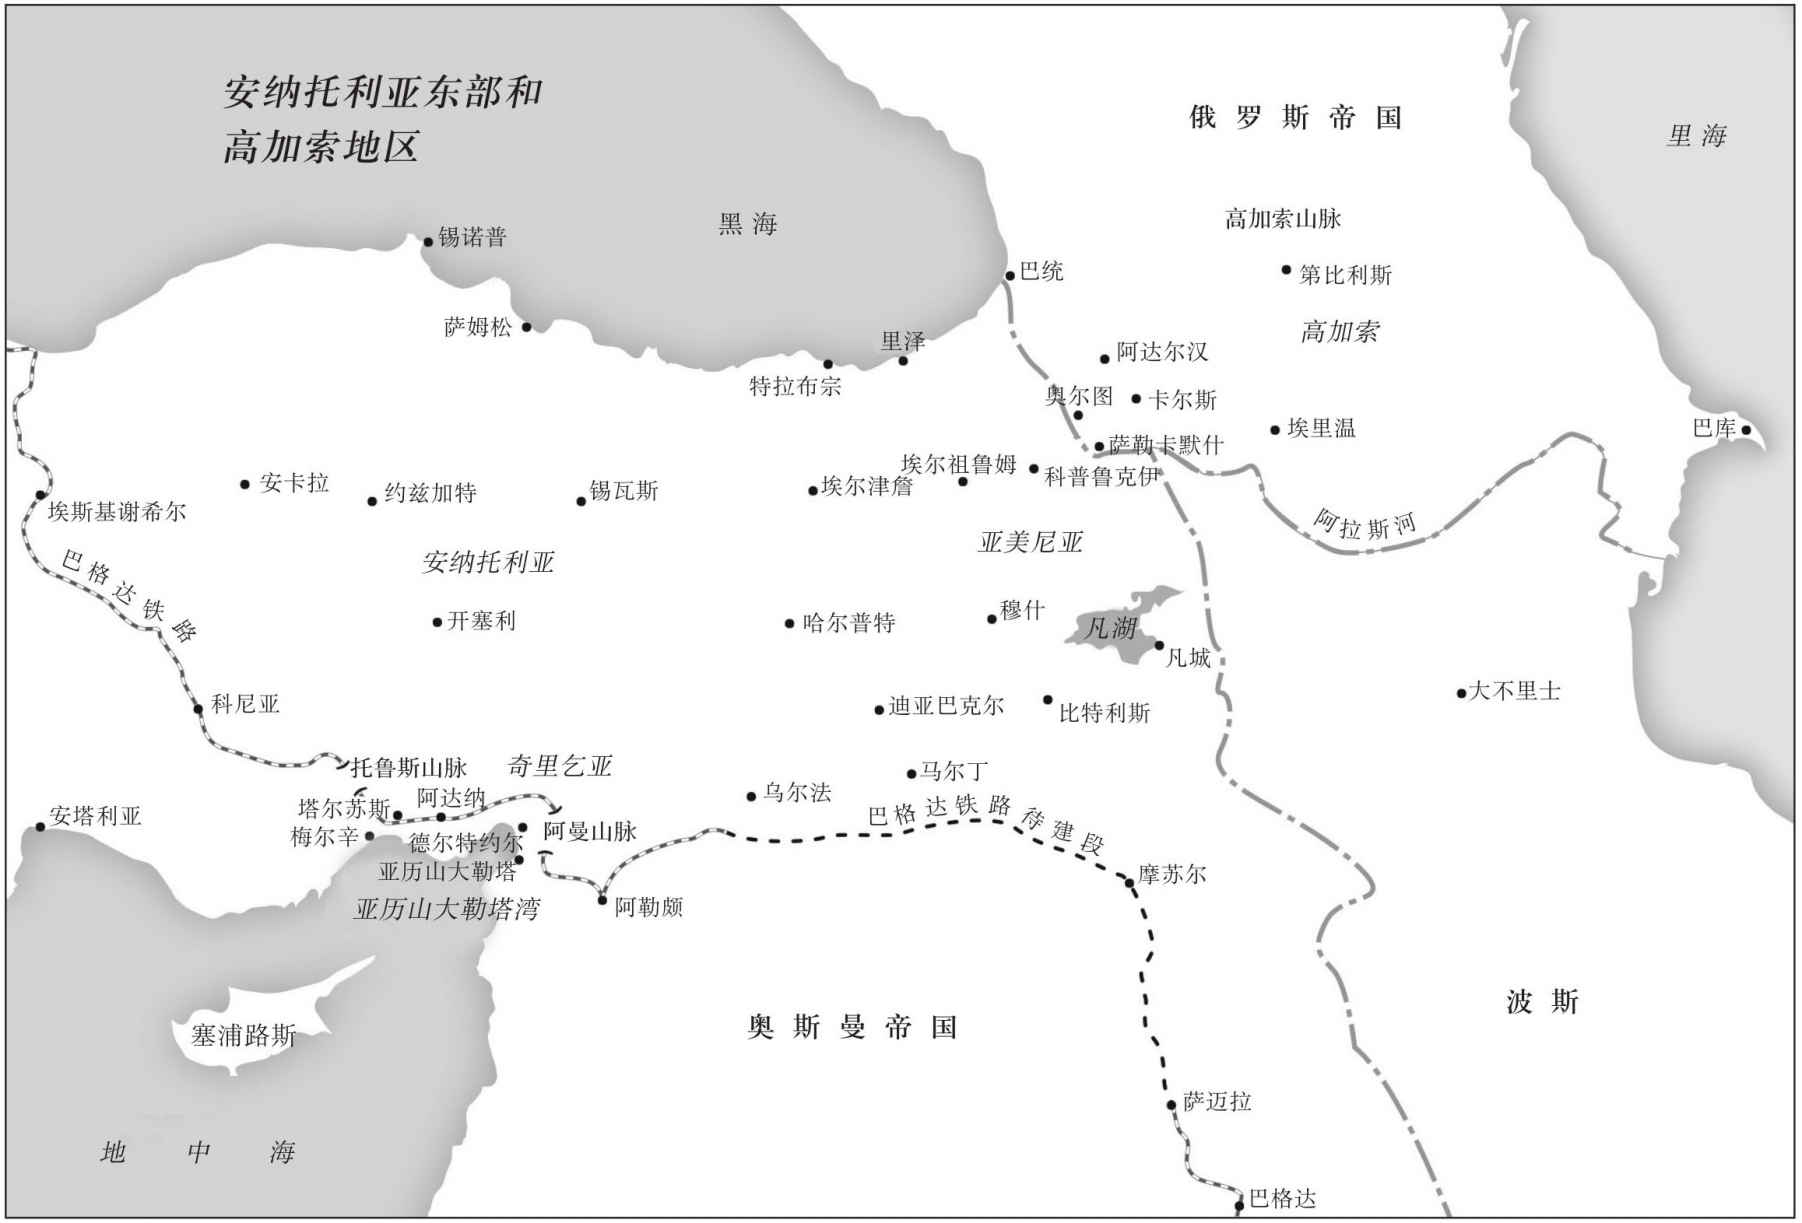 安纳托利亚东部和
高加索地区
俄罗斯帝国
里海
黑海
高加索山脉
锡诺普
巴统
第比利斯
萨姆松
里泽
高加索
阿达尔汉
特拉布宗
奥尔图
卡尔斯
埃里温
巴库
萨勒卡默什
埃尔祖鲁姆
科普鲁克伊
安卡拉
约兹加特
锡瓦斯
埃尔津詹
埃斯基谢希尔
阿拉斯河
亚美尼亚
安纳托利亚
巴格达铁路
开塞利
哈尔普特
穆什
凡湖
凡城
大不里士
科尼亚
迪亚巴克尔
比特利斯
托鲁斯山脉
奇里乞亚
马尔丁
乌尔法
塔尔苏斯
阿达纳
安塔利亚
巴格达铁路待建段
梅尔辛
德尔特约尔
阿曼山脉
亚历山大勒塔
摩苏尔
亚历山大勒塔湾
阿勒颇
波斯
奥斯曼帝国
塞浦路斯
萨迈拉
地中海
巴格达